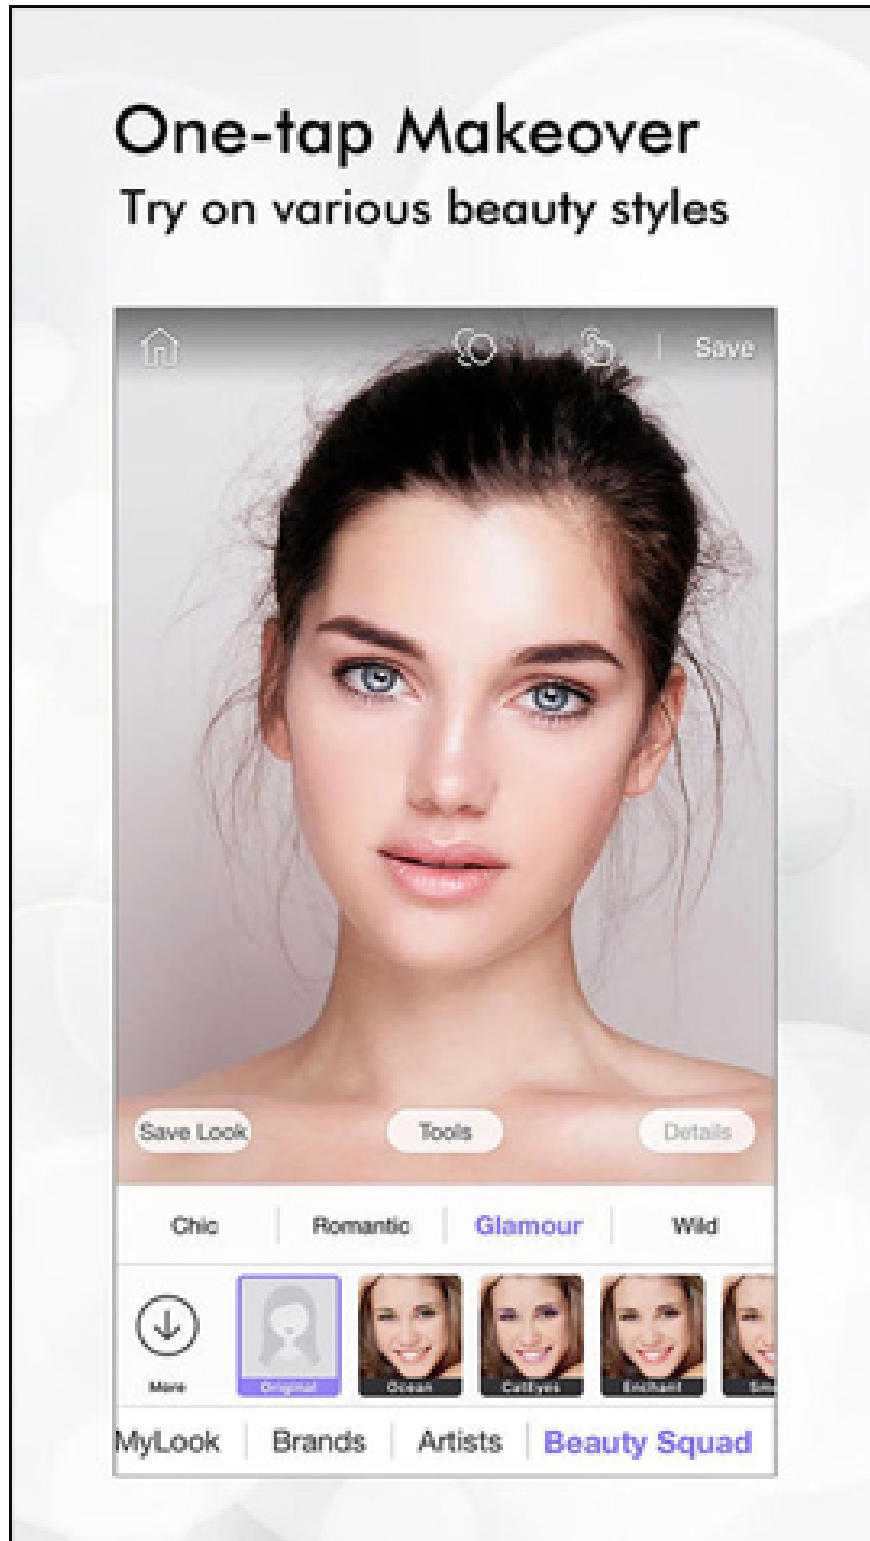 One-tap Makeover
Try on various beauty styles
Save
Save Look Tools Details
Chic Romantic Glamour Wild
More Original Ocean CatEyes Enchant
MyLook Brands Artists Beauty Squad